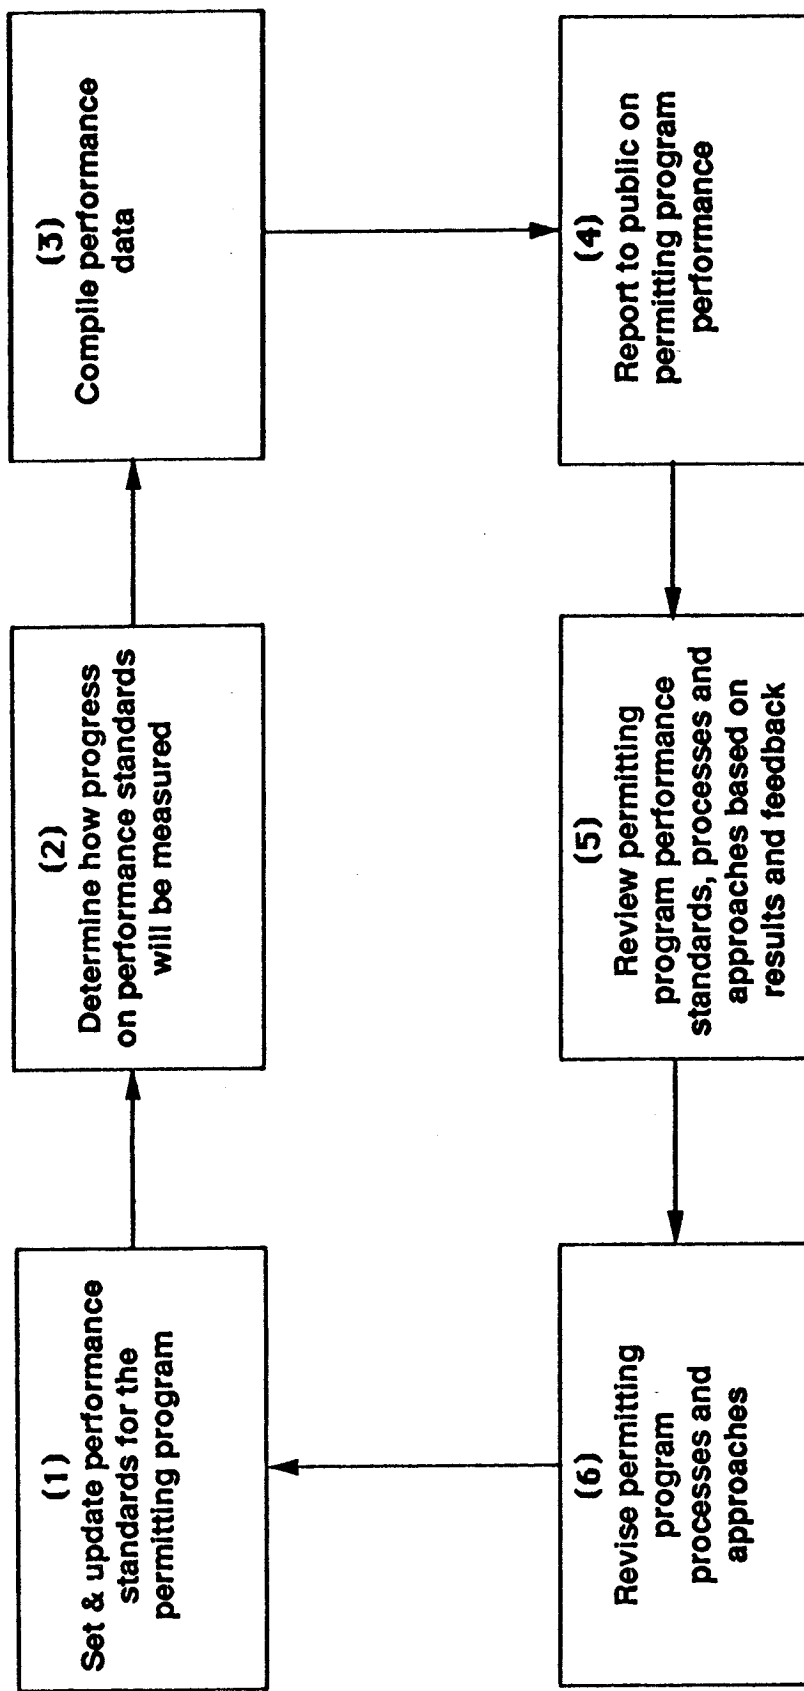 (1)
Set & update performance
standards for the
permitting program
(2)
Determine how progress
on performance standards
will be measured
(3)
Compile performance
data
(4)
Report to public on
permitting program
performance
(5)
Review permitting
program performance
standards, processes and
approaches based on
results and feedback
(6)
Revise permitting
program
processes and
approaches